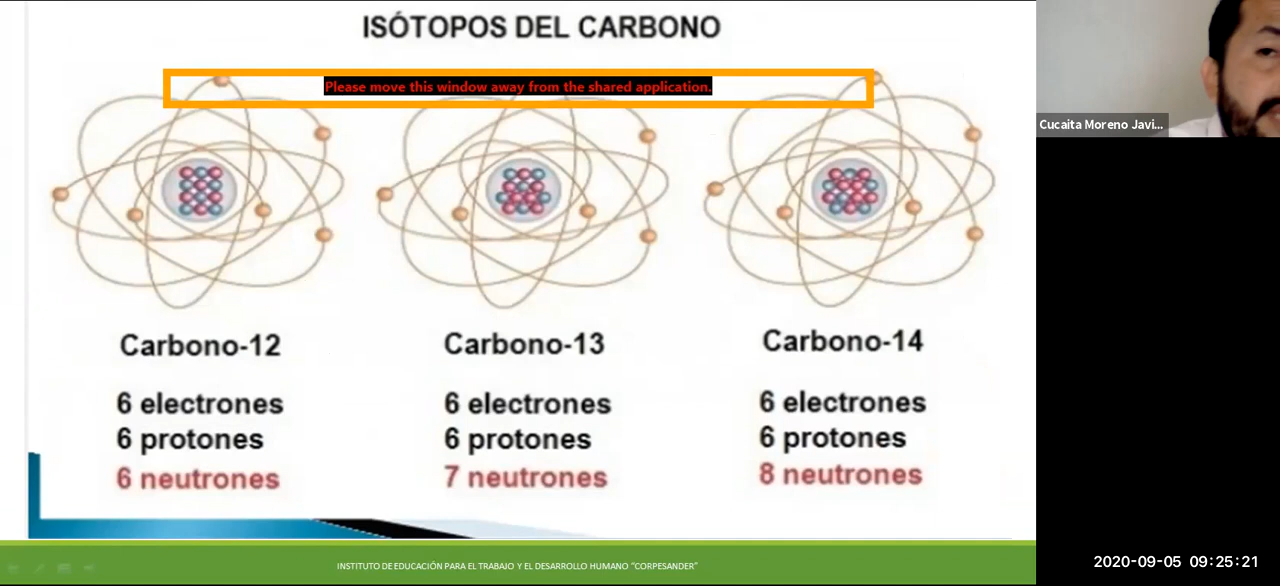 ISÓTOPOS DEL CARBONO
Please move this window away from the shared application.
Cucaita Moreno Javi...
Carbono-12
6 electrones
6 protones
6 neutrones
Carbono-13
6 electrones
6 protones
7 neutrones
Carbono-14
6 electrones
6 protones
8 neutrones
INSTITUTO DE EDUCACIÓN PARA EL TRABAJO Y EL DESARROLLO HUMANO "CORPESANDER"
2020-09-05 09:25:21